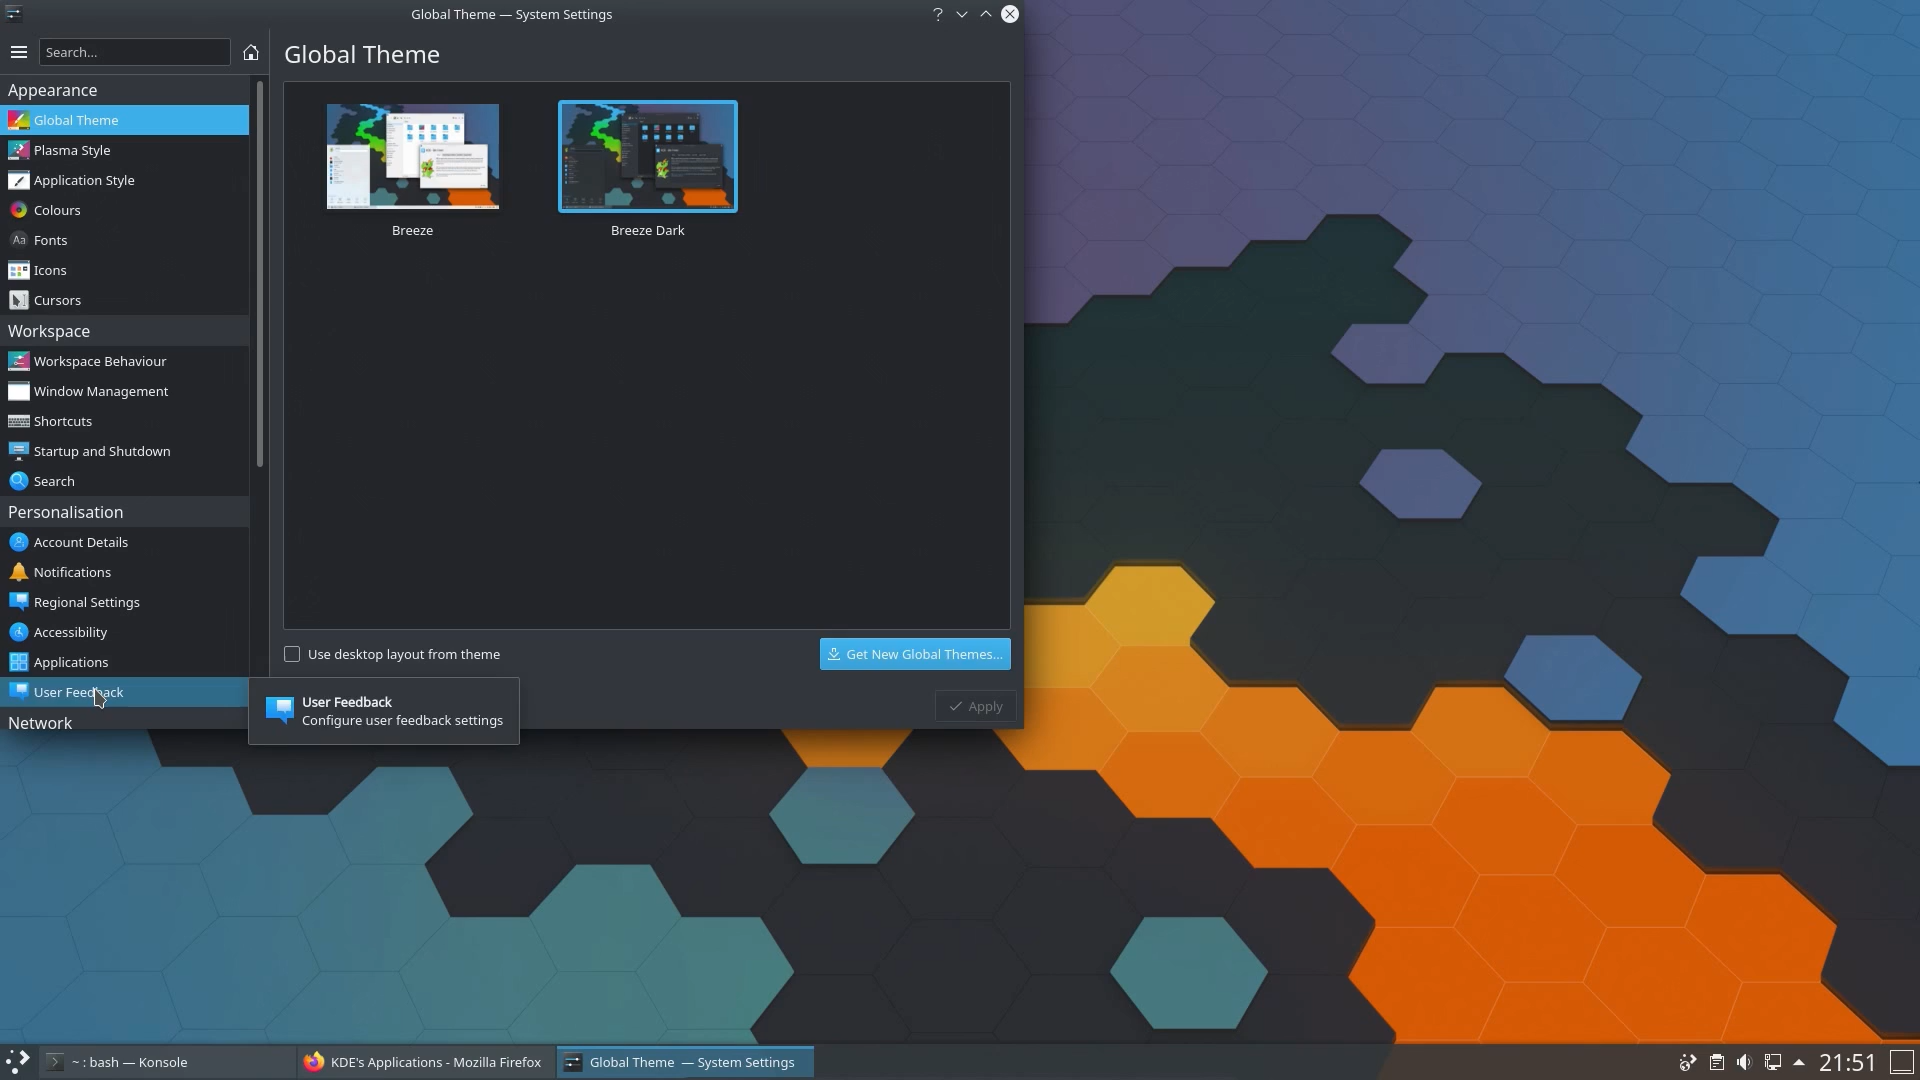 Global Theme — System Settings
Search...
Global Theme
Appearance
Global Theme
Plasma Style
Application Style
Colours
Fonts
Icons
Cursors
Workspace
Workspace Behaviour
Window Management
Shortcuts
Startup and Shutdown
Search
Personalisation
Account Details
Notifications
Regional Settings
Accessibility
Applications
User Feedback
Network
Breeze
Breeze Dark
Use desktop layout from theme
Get New Global Themes...
User Feedback
Configure user feedback settings
Apply
~ : bash — Konsole
KDE's Applications - Mozilla Firefox
Global Theme — System Settings
21:51